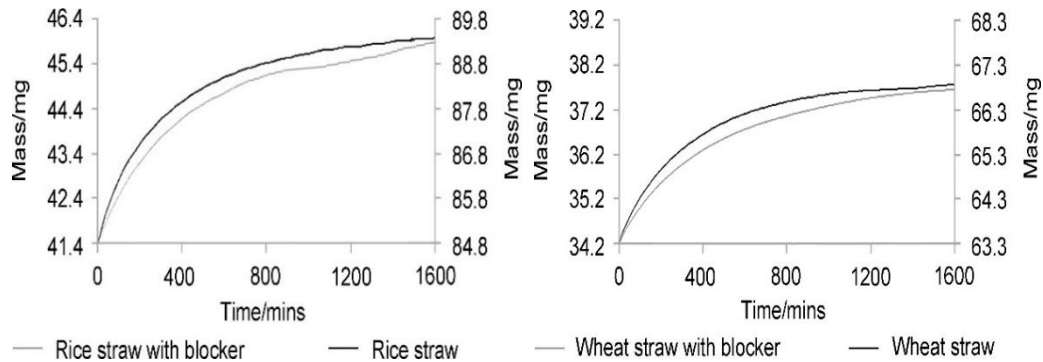 46.4
45.4
44.4
43.4
42.4
41.4
Mass/mg
89.8
88.8
87.8
86.8
85.8
84.8
Mass/mg
0 400 800 1200 1600
Time/mins
Rice straw with blocker Rice straw
39.2
38.2
37.2
36.2
35.2
34.2
Mass/mg
68.3
67.3
66.3
65.3
64.3
63.3
Mass/mg
0 400 800 1200 1600
Time/mins
Wheat straw with blocker Wheat straw